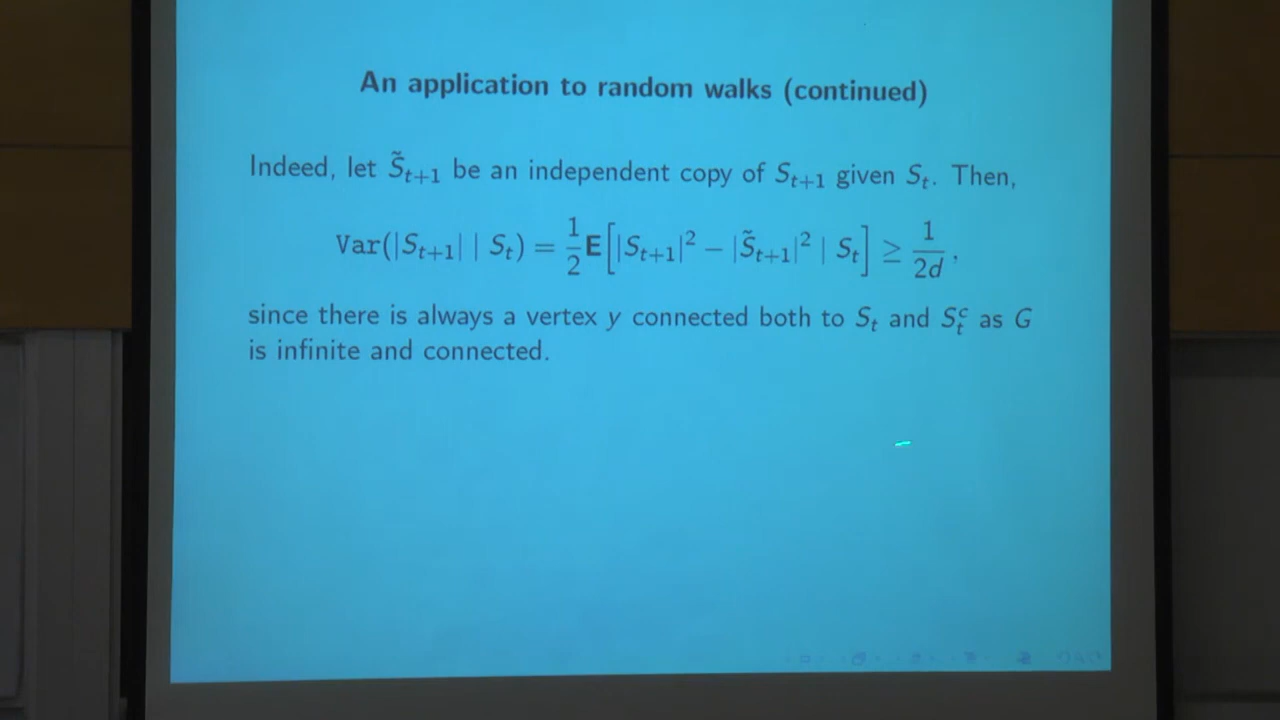 An application to random walks (continued)
Indeed, let S̃_{t+1} be an independent copy of S_{t+1} given S_t. Then,
Var(|S_{t+1}| | S_t) = \frac{1}{2} E[|S_{t+1}|^2 − |S̃_{t+1}|^2 | S_t] ≥ \frac{1}{2d}.
since there is always a vertex y connected both to S_t and S_t^c as G
is infinite and connected.